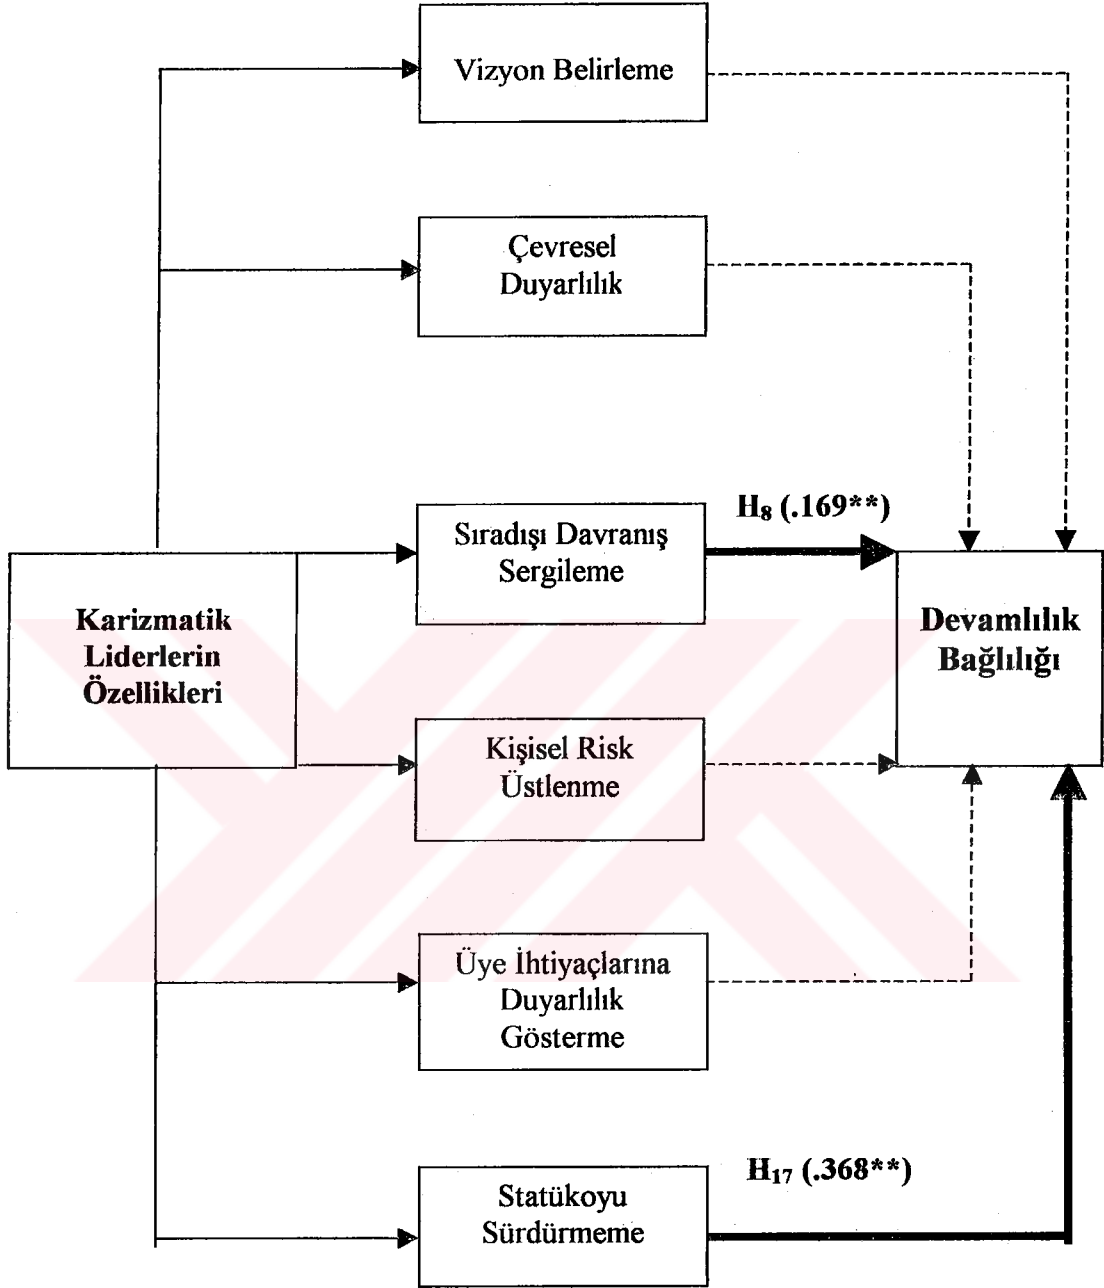 Vizyon Belirleme
Çevresel
Duyarlılık
H₈ (.169**)
Sıradışı Davranış
Sergileme
Karizmatik
Liderlerin
Özellikleri
Devamlılık
Bağlılığı
Kişisel Risk
Üstlenme
Üye İhtiyaçlarına
Duyarlılık
Gösterme
H₁₇ (.368**)
Statükoyu
Sürdürmeme